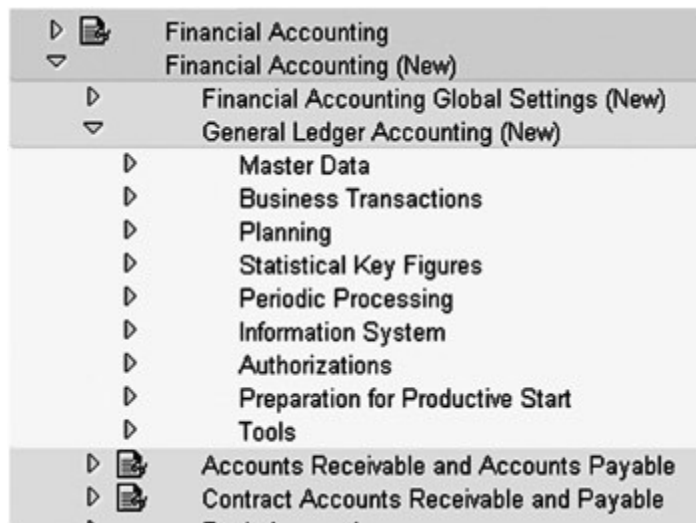 Financial Accounting
Financial Accounting (New)
Financial Accounting Global Settings (New)
General Ledger Accounting (New)
Master Data
Business Transactions
Planning
Statistical Key Figures
Periodic Processing
Information System
Authorizations
Preparation for Productive Start
Tools
Accounts Receivable and Accounts Payable
Contract Accounts Receivable and Payable